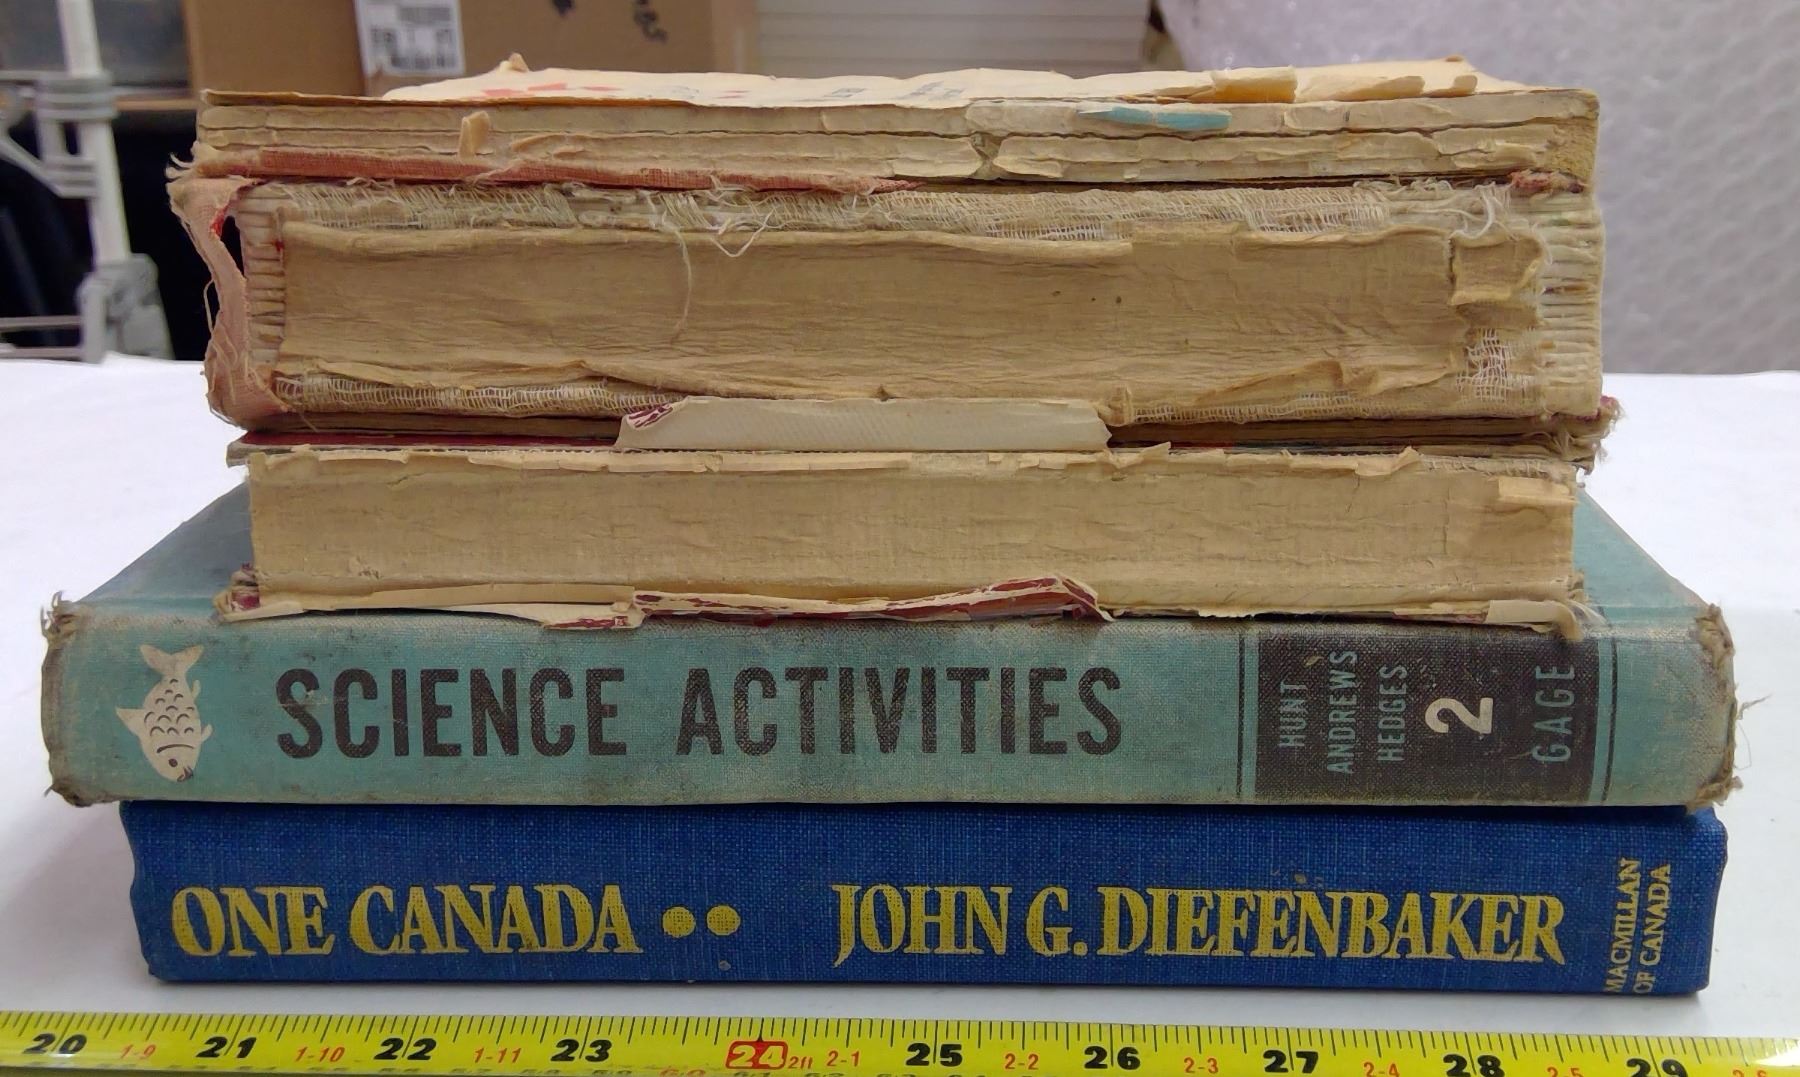 SCIENCE ACTIVITIES
HUNT
ANDREWS
HEDGES
2
GAGE
ONE CANADA ●● JOHN G. DIEFENBAKER
MACMILLAN
OF CANADA
20 1-9 21 1-10 22 1-11 23 24 2ft 2-1 25 2-2 26 2-3 27 2-4 28 2-5 29